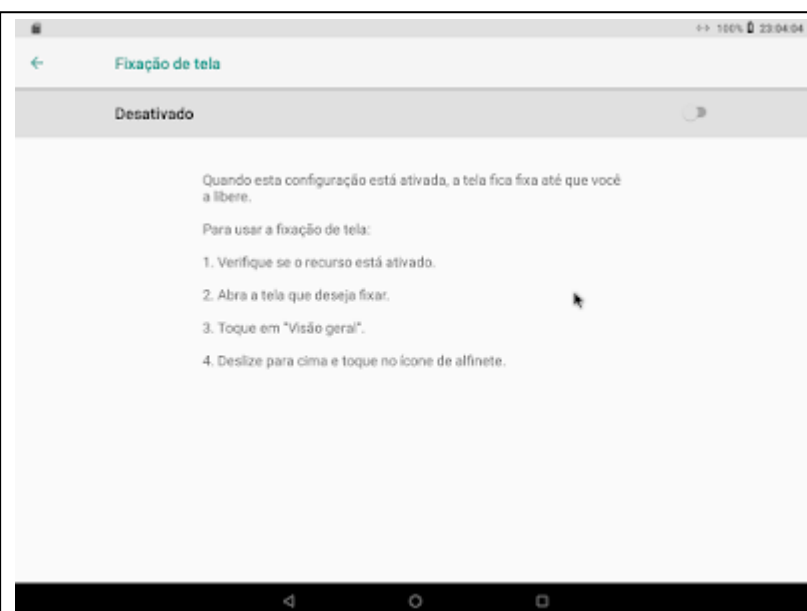 100% 23:04:04
Fixação de tela
Desativado
Quando esta configuração está ativada, a tela fica fixa até que você
a libere.
Para usar a fixação de tela:
1. Verifique se o recurso está ativado.
2. Abra a tela que deseja fixar.
3. Toque em "Visão geral".
4. Deslize para cima e toque no ícone de alfinete.